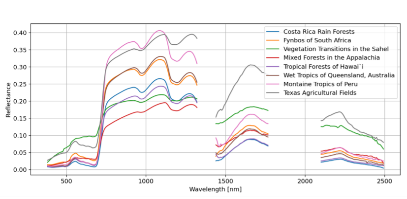 Costa Rica Rain Forests
Fynbos of South Africa
Vegetation Transitions in the Sahel
Mixed Forests in the Appalachia
Tropical Forests of Hawai`i
Wet Tropics of Queensland, Australia
Montaine Tropics of Peru
Texas Agricultural Fields
0.40
0.35
0.30
0.25
0.20
0.15
0.10
0.05
0.00
Reflectance
500
1000
1500
2000
2500
Wavelength [nm]